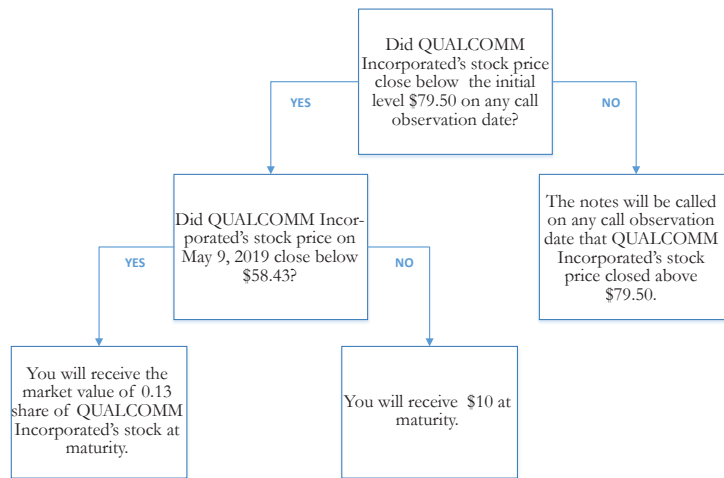 Did QUALCOMM
Incorporated's stock price
close below the initial
level $79.50 on any call
observation date?
YES
NO
Did QUALCOMM Incor-
porated's stock price on
May 9, 2019 close below
$58.43?
The notes will be called
on any call observation
date that QUALCOMM
Incorporated's stock
price closed above
$79.50.
YES
NO
You will receive the
market value of 0.13
share of QUALCOMM
Incorporated's stock at
maturity.
You will receive $10 at
maturity.